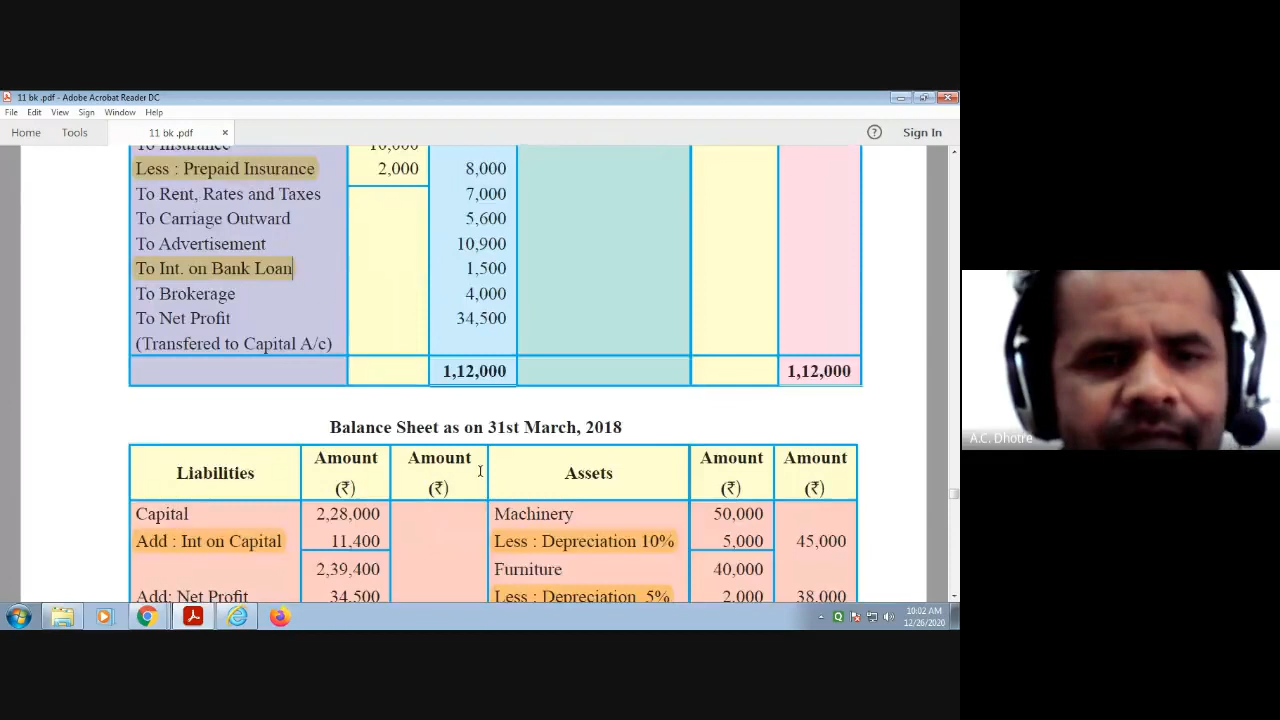 11 bk .pdf - Adobe Acrobat Reader DC
File Edit View Sign Window Help
Home Tools 11 bk .pdf × ? Sign In
To Insurance 10,000
Less : Prepaid Insurance 2,000 8,000
To Rent, Rates and Taxes 7,000
To Carriage Outward 5,600
To Advertisement 10,900
To Int. on Bank Loan 1,500
To Brokerage 4,000
To Net Profit 34,500
(Transfered to Capital A/c)
1,12,000 1,12,000
Balance Sheet as on 31st March, 2018
Liabilities Amount (₹) Amount (₹) Assets Amount (₹) Amount (₹)
Capital 2,28,000 Machinery 50,000
Add : Int on Capital 11,400 Less : Depreciation 10% 5,000 45,000
2,39,400 Furniture 40,000
Add: Net Profit 34,500 Less : Depreciation 5% 2,000 38,000
A.C. Dhotre
10:02 AM
12/26/2020